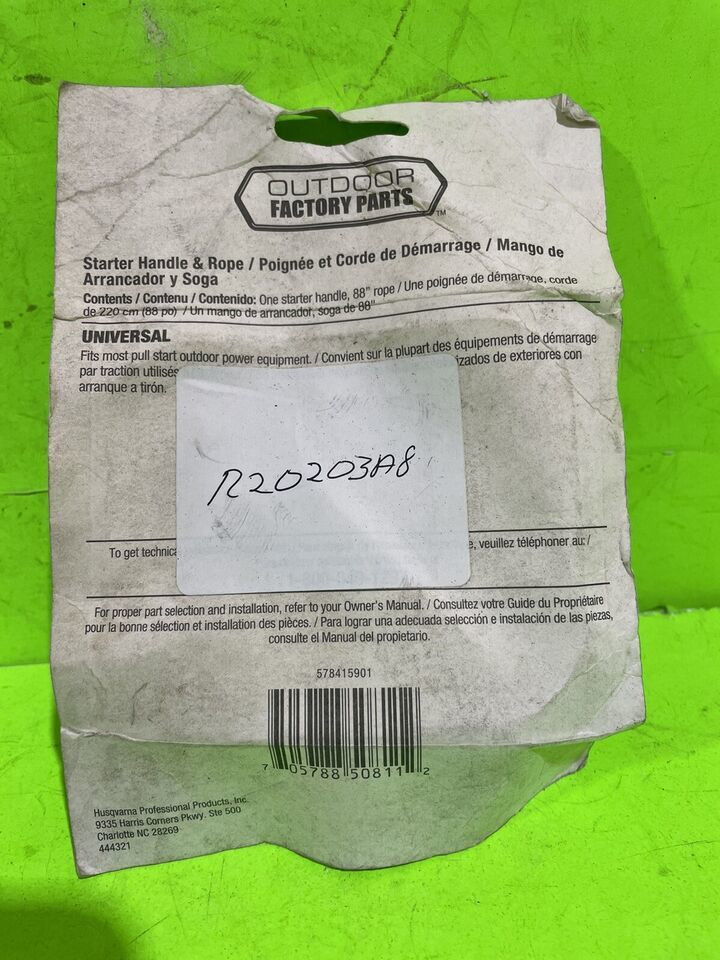 OUTDOOR
FACTORY PARTS
TM
Starter Handle & Rope / Poignée et Corde de Démarrage / Mango de
Arrancador y Soga
Contents / Contenu / Contenido: One starter handle, 88" rope / Une poignée de démarrage, corde
de 220 cm (88 po) / Un mango de arrancador, soga de 88"
UNIVERSAL
Fits most pull start outdoor power equipment. / Convient sur la plupart des équipements de démarrage
par traction utilisés izados de exteriores con
arranque a tirón.
R20203A8
To get technica e, veuillez téléphoner au: /
For proper part selection and installation, refer to your Owner's Manual. / Consultez votre Guide du Propriétaire
pour la bonne sélection et installation des pièces. / Para lograr una adecuada selección e instalación de las piezas,
consulte el Manual del propietario.
578415901
7 05788 50811 2
Husqvarna Professional Products, Inc.
9335 Harris Corners Pkwy. Ste 500
Charlotte NC 28269
444321